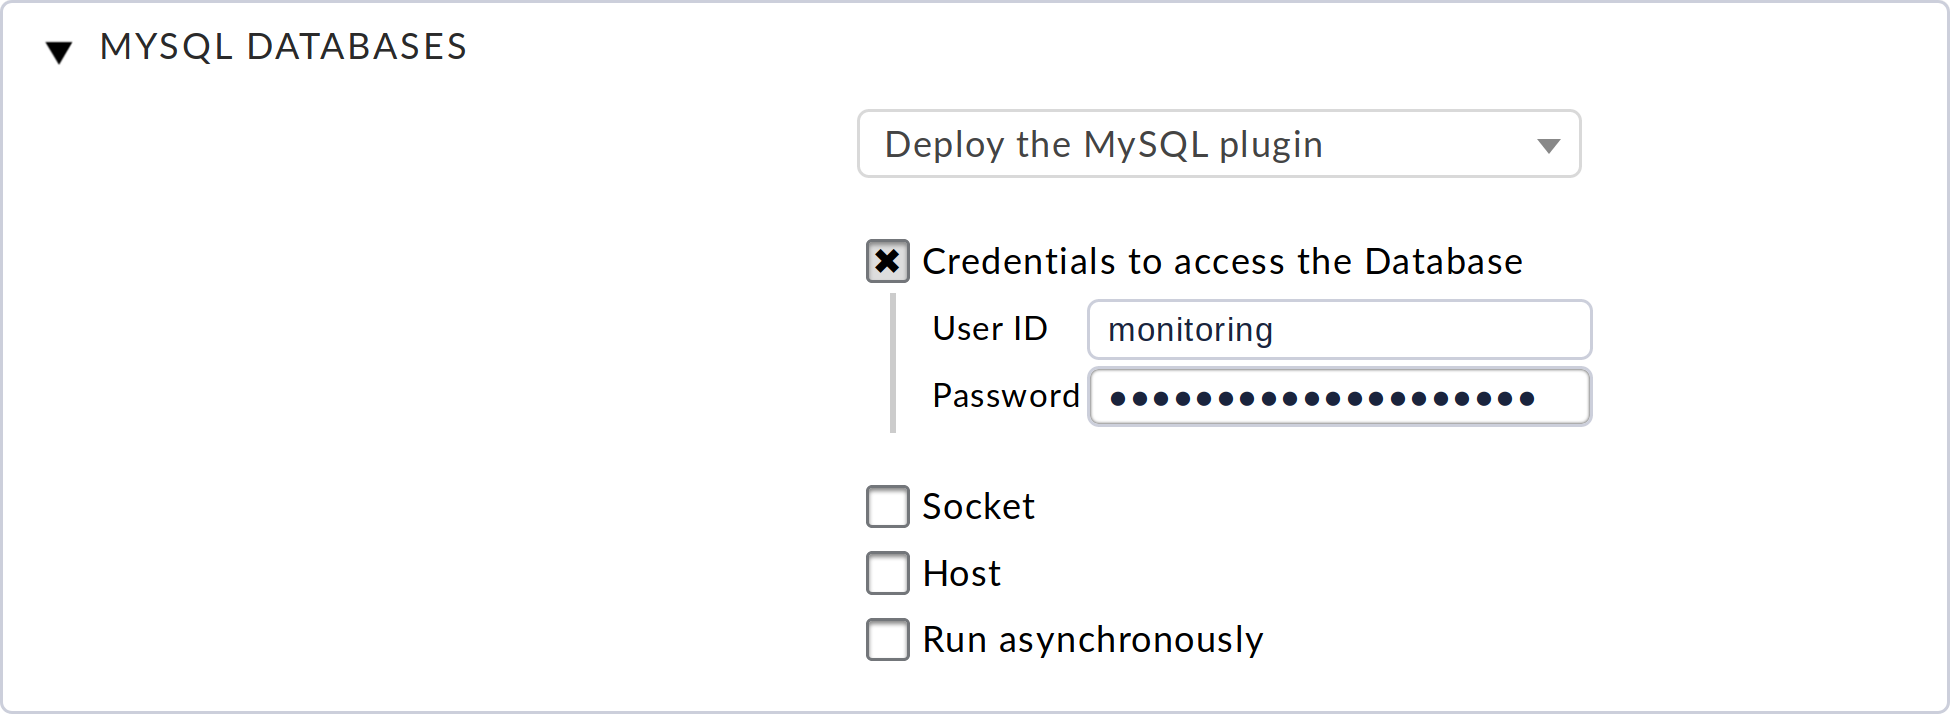 MYSQL DATABASES
Deploy the MySQL plugin
Credentials to access the Database
User ID monitoring
Password ●●●●●●●●●●●●●●●●●●●●
Socket
Host
Run asynchronously